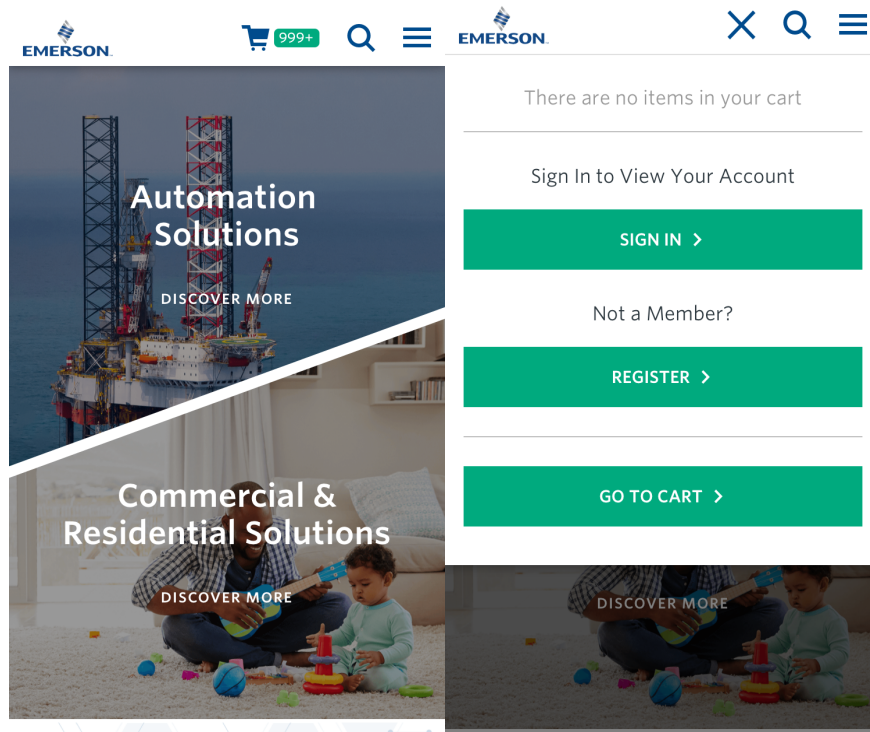 EMERSON
999+
Automation
Solutions
DISCOVER MORE
Commercial &
Residential Solutions
DISCOVER MORE
EMERSON
There are no items in your cart
Sign In to View Your Account
SIGN IN
Not a Member?
REGISTER
GO TO CART
DISCOVER MORE